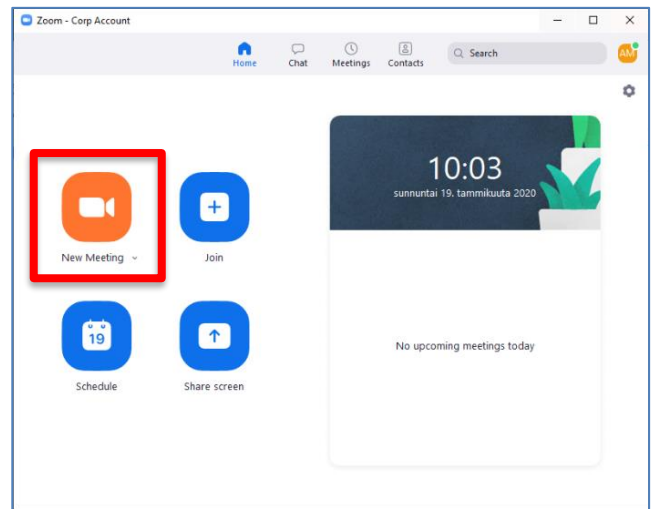 Zoom - Corp Account
Home
Chat
Meetings
Contacts
Search
AM
10:03
sunnuntai 19. tammikuuta 2020
New Meeting
Join
19
Schedule
Share screen
No upcoming meetings today